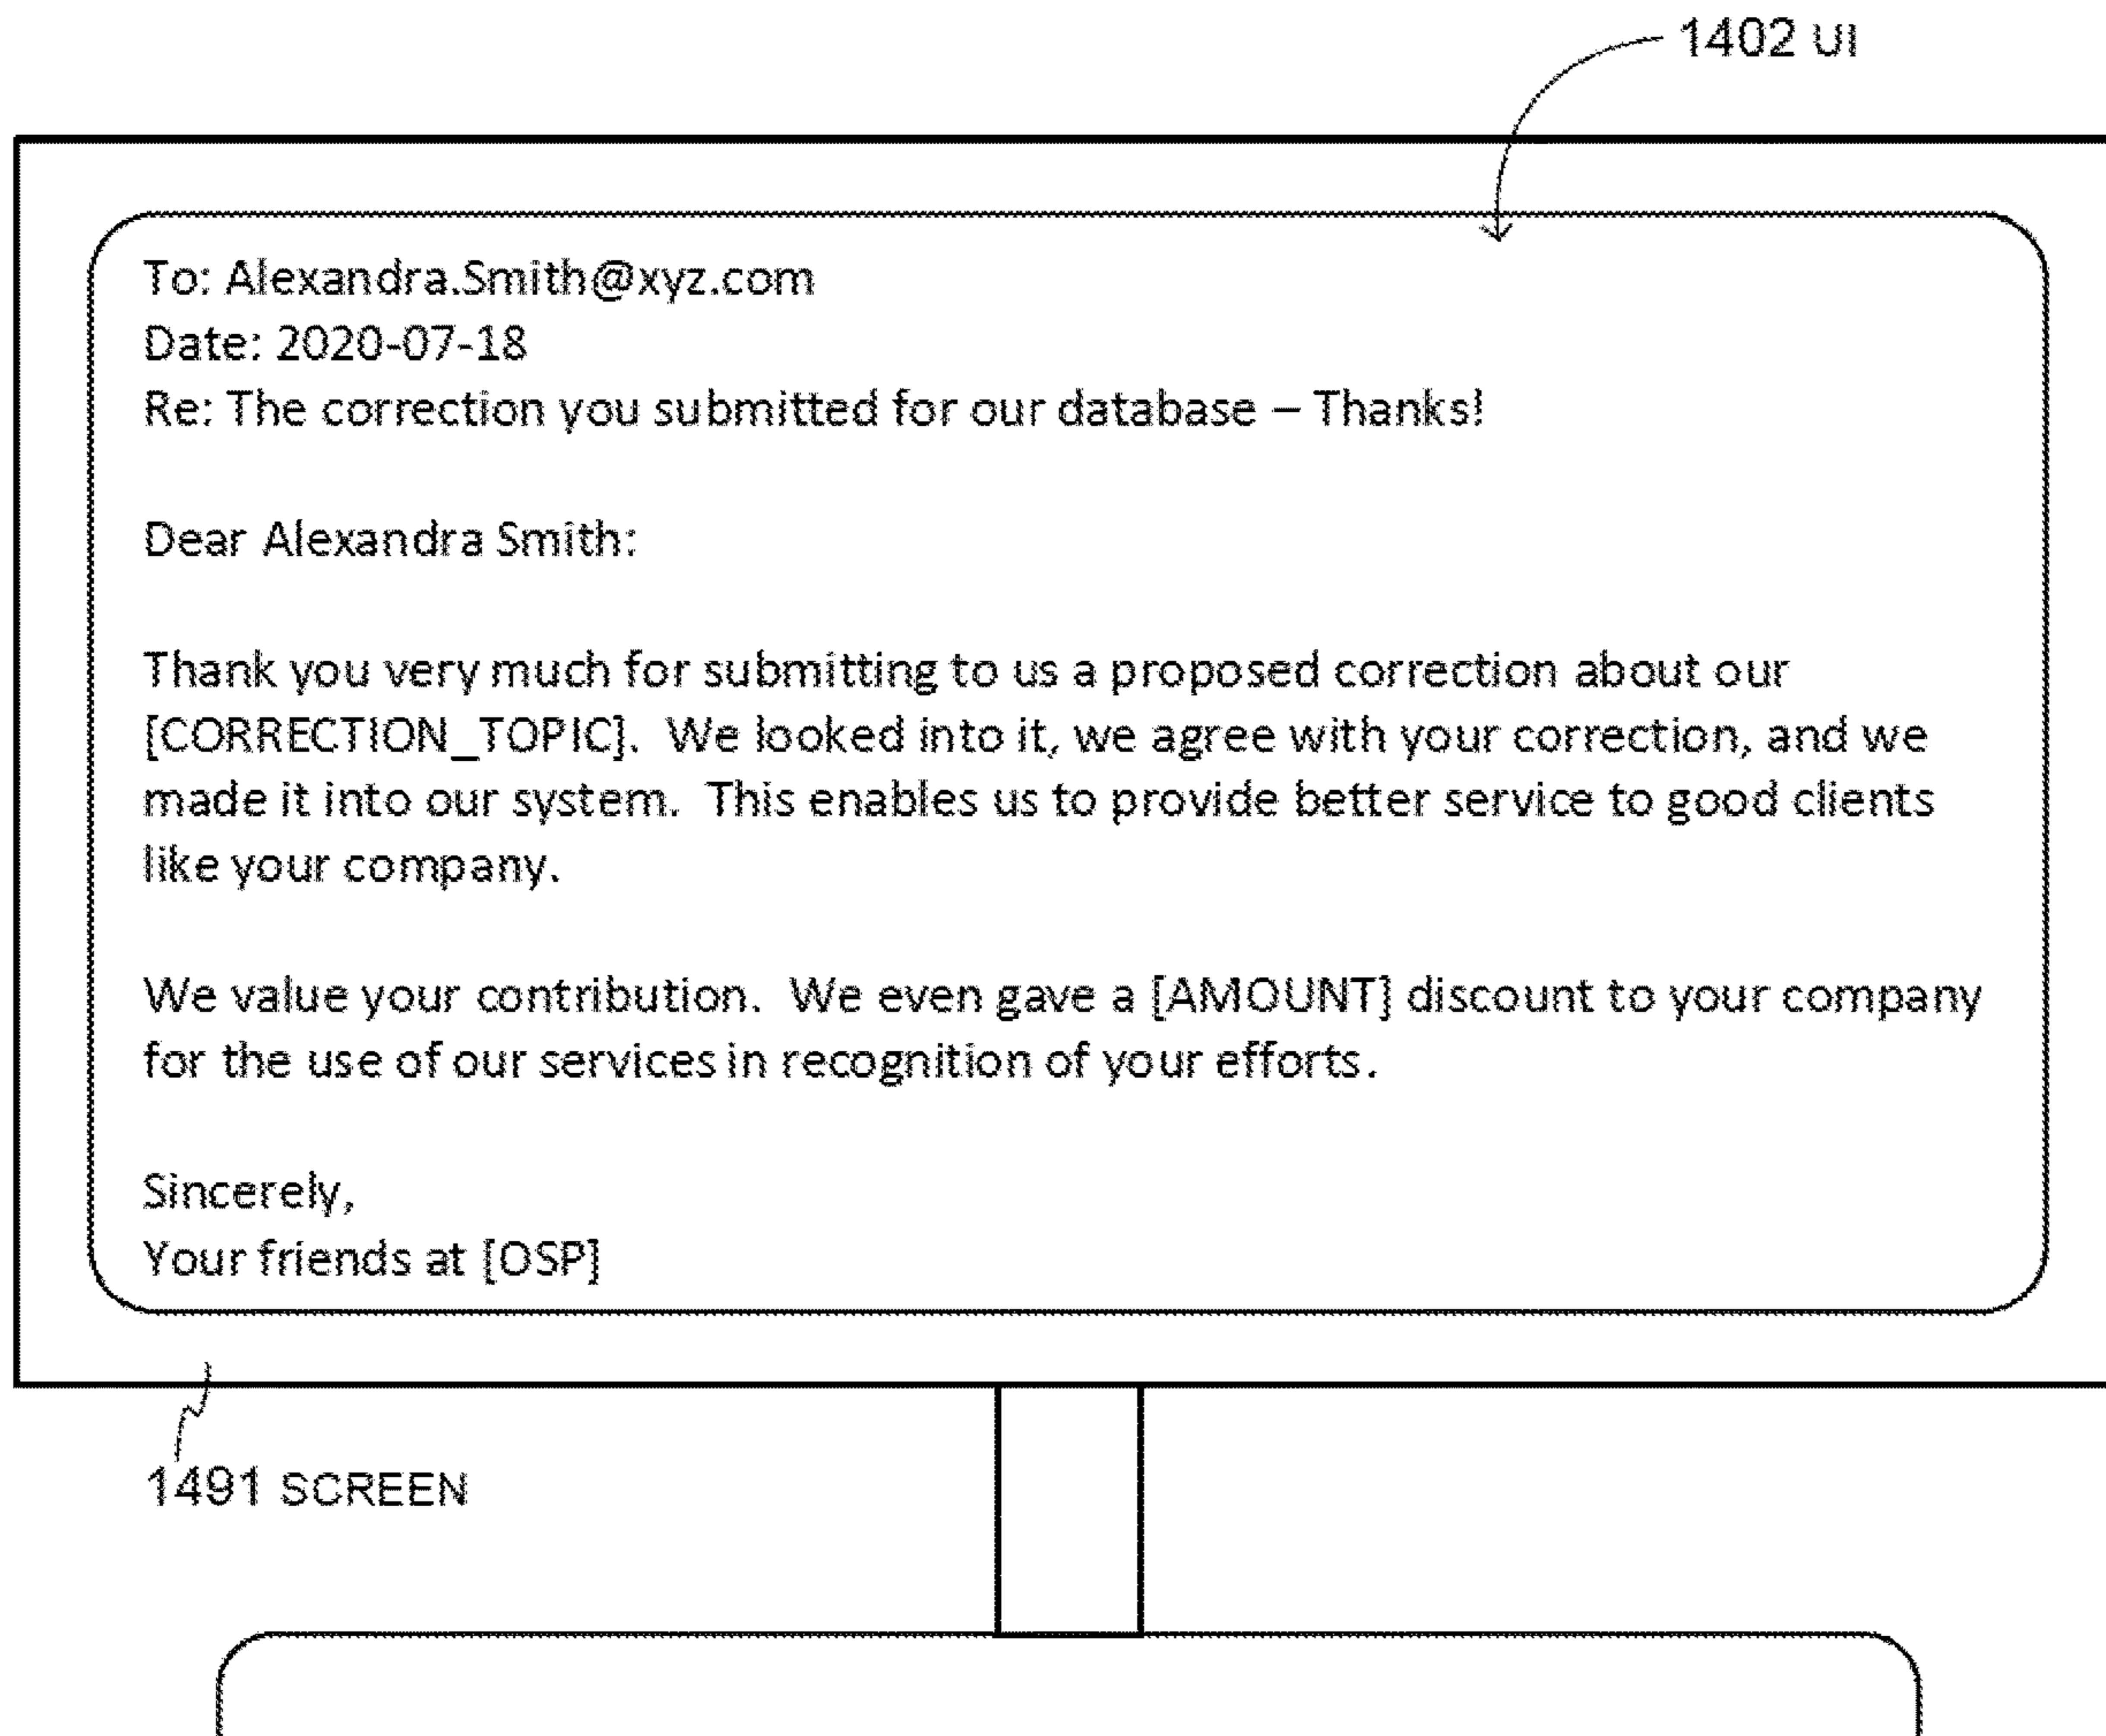 1402 UI
To: Alexandra.Smith@xyz.com
Date: 2020-07-18
Re: The correction you submitted for our database – Thanks!
Dear Alexandra Smith:
Thank you very much for submitting to us a proposed correction about our
[CORRECTION_TOPIC].  We looked into it, we agree with your correction, and we
made it into our system.  This enables us to provide better service to good clients
like your company.
We value your contribution.  We even gave a [AMOUNT] discount to your company
for the use of our services in recognition of your efforts.
Sincerely,
Your friends at [OSP]
1491 SCREEN